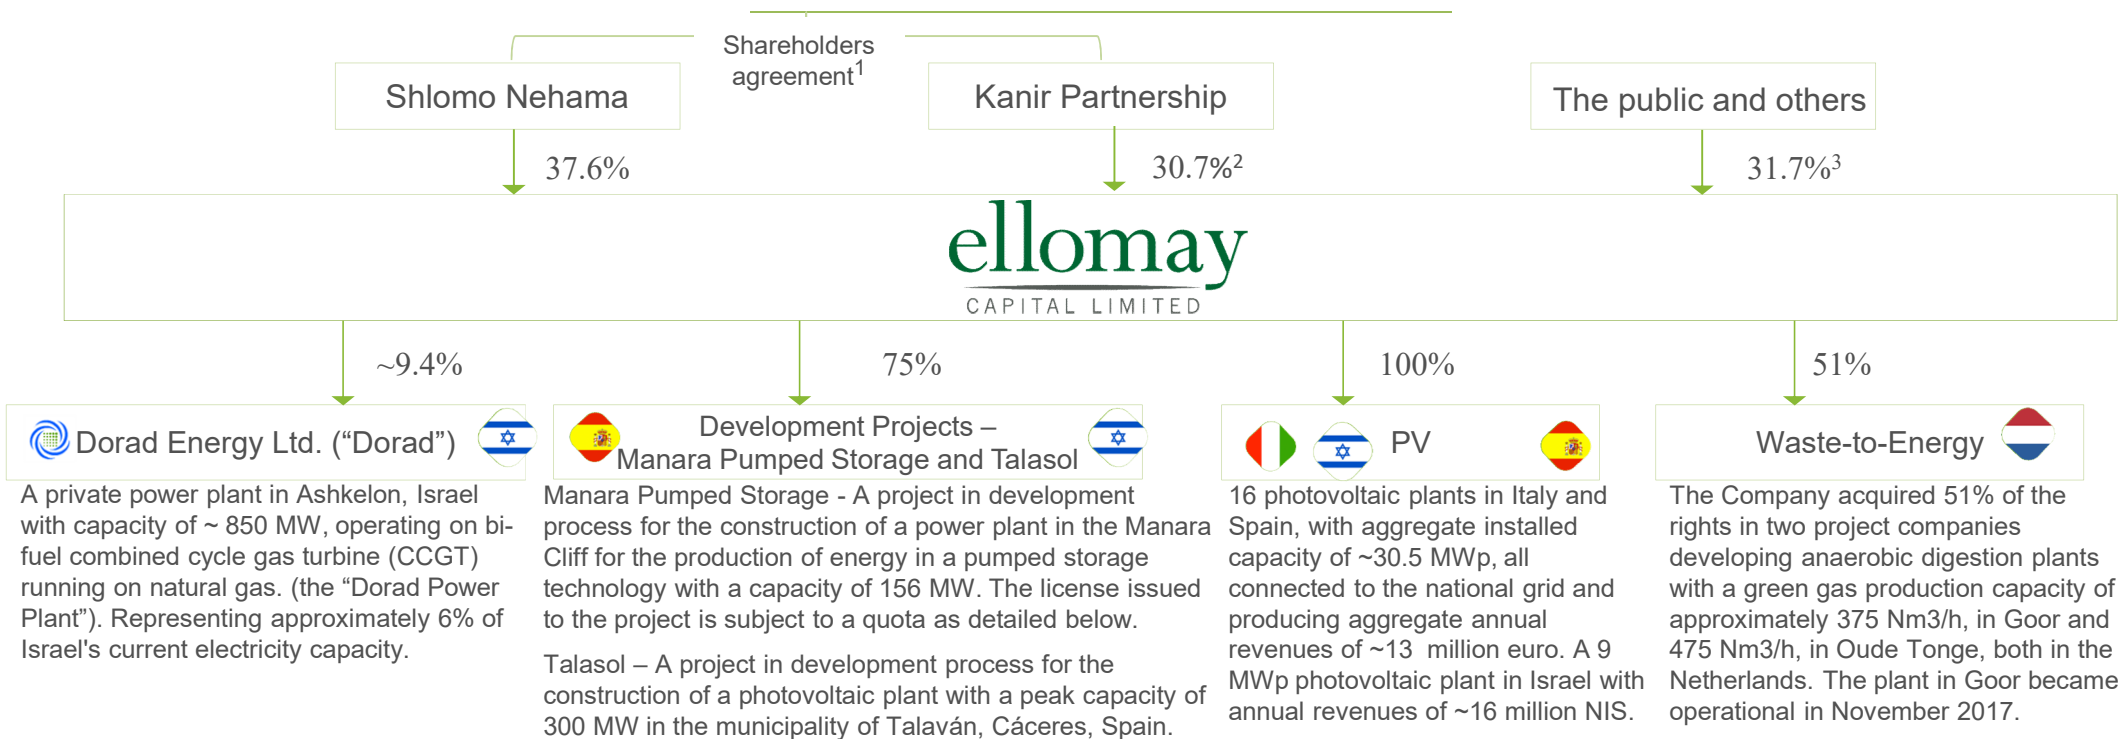 Shareholders
agreement1
Shlomo Nehama
Kanir Partnership
The public and others
37.6%
30.7%2
31.7%3
ellomay
CAPITAL LIMITED
~9.4%
75%
100%
51%
Dorad Energy Ltd. (“Dorad”)
A private power plant in Ashkelon, Israel
with capacity of ~ 850 MW, operating on bi-
fuel combined cycle gas turbine (CCGT)
running on natural gas. (the “Dorad Power
Plant”). Representing approximately 6% of
Israel's current electricity capacity.
Development Projects –
Manara Pumped Storage and Talasol
Manara Pumped Storage - A project in development
process for the construction of a power plant in the Manara
Cliff for the production of energy in a pumped storage
technology with a capacity of 156 MW. The license issued
to the project is subject to a quota as detailed below.
Talasol – A project in development process for the
construction of a photovoltaic plant with a peak capacity of
300 MW in the municipality of Talaván, Cáceres, Spain.
PV
16 photovoltaic plants in Italy and
Spain, with aggregate installed
capacity of ~30.5 MWp, all
connected to the national grid and
producing aggregate annual
revenues of ~13 million euro. A 9
MWp photovoltaic plant in Israel with
annual revenues of ~16 million NIS.
Waste-to-Energy
The Company acquired 51% of the
rights in two project companies
developing anaerobic digestion plants
with a green gas production capacity of
approximately 375 Nm3/h, in Goor and
475 Nm3/h, in Oude Tonge, both in the
Netherlands. The plant in Goor became
operational in November 2017.